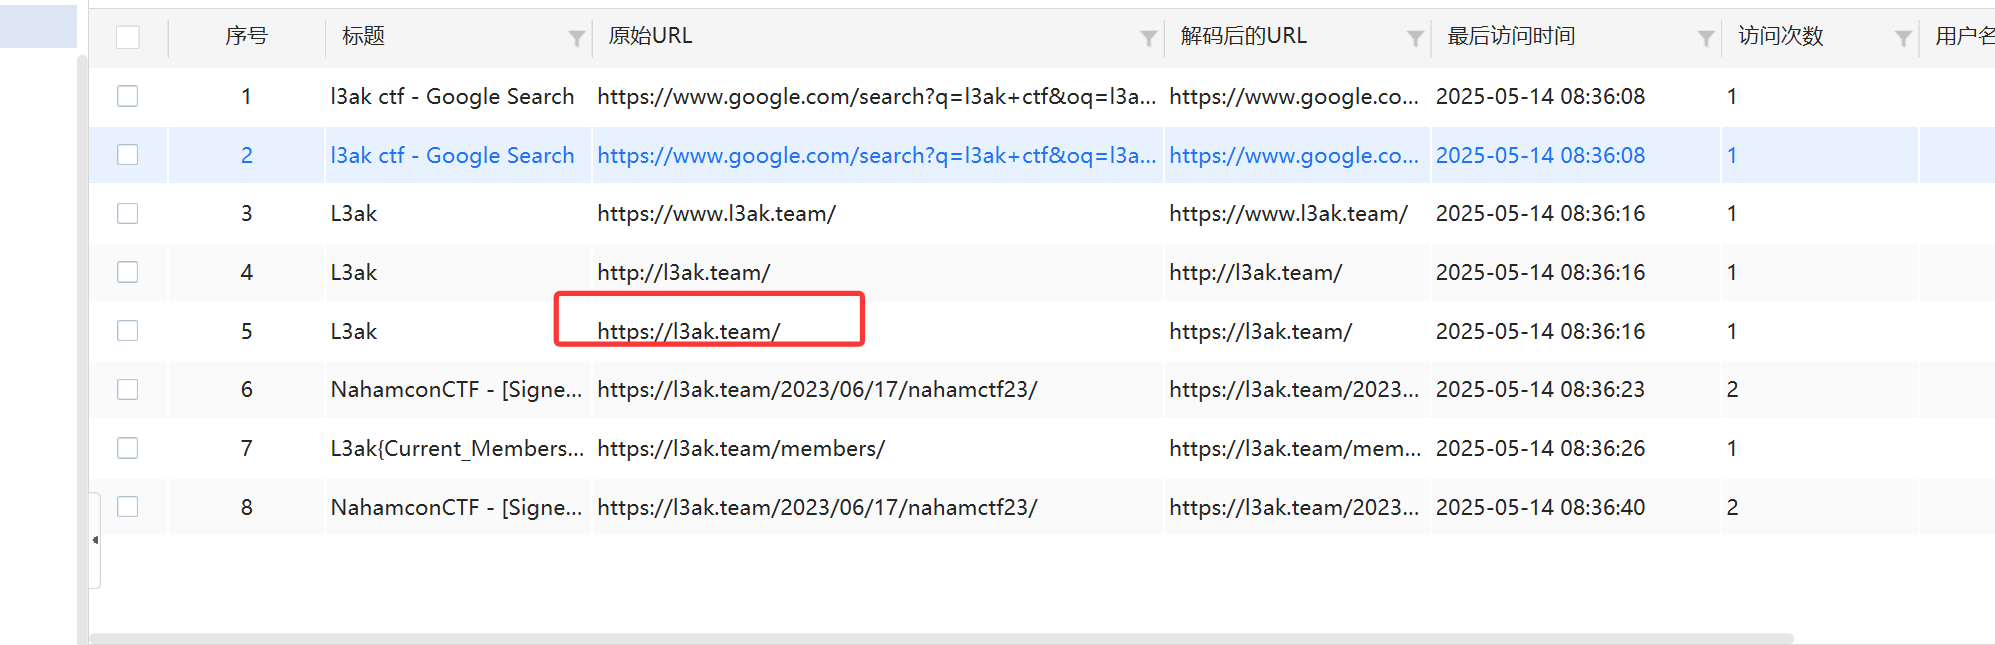 序号 标题 原始URL 解码后的URL 最后访问时间 访问次数 用户名
1 l3ak ctf - Google Search https://www.google.com/search?q=l3ak+ctf&oq=l3a... https://www.google.co... 2025-05-14 08:36:08 1
2 l3ak ctf - Google Search https://www.google.com/search?q=l3ak+ctf&oq=l3a... https://www.google.co... 2025-05-14 08:36:08 1
3 L3ak https://www.l3ak.team/ https://www.l3ak.team/ 2025-05-14 08:36:16 1
4 L3ak http://l3ak.team/ http://l3ak.team/ 2025-05-14 08:36:16 1
5 L3ak https://l3ak.team/ https://l3ak.team/ 2025-05-14 08:36:16 1
6 NahamconCTF - [Signe... https://l3ak.team/2023/06/17/nahamctf23/ https://l3ak.team/2023... 2025-05-14 08:36:23 2
7 L3ak{Current_Members... https://l3ak.team/members/ https://l3ak.team/mem... 2025-05-14 08:36:26 1
8 NahamconCTF - [Signe... https://l3ak.team/2023/06/17/nahamctf23/ https://l3ak.team/2023... 2025-05-14 08:36:40 2